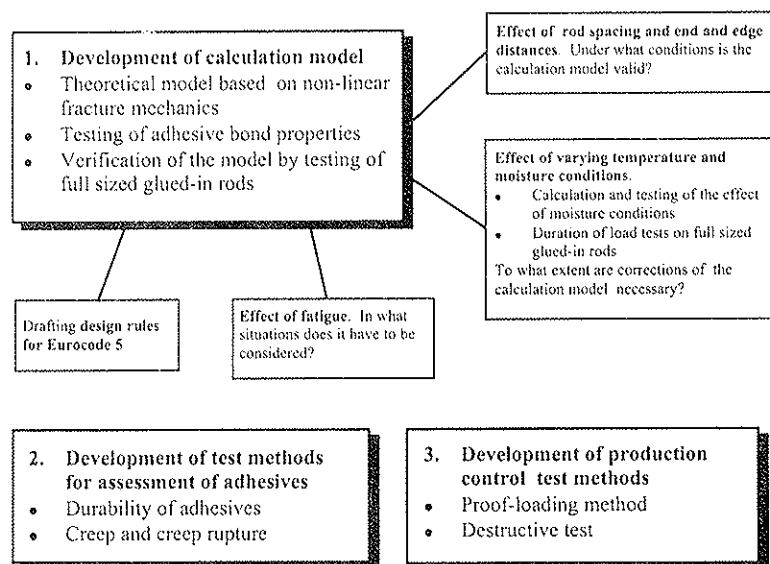 1. Development of calculation model
• Theoretical model based on non-linear
fracture mechanics
• Testing of adhesive bond properties
• Verification of the model by testing of
full sized glued-in rods
Effect of rod spacing and end and edge
distances. Under what conditions is the
calculation model valid?
Effect of varying temperature and
moisture conditions.
• Calculation and testing of the effect
of moisture conditions
• Duration of load tests on full sized
glued-in rods
To what extent are corrections of the
calculation model necessary?
Drafting design rules
for Eurocode 5
Effect of fatigue. In what
situations does it have to be
considered?
2. Development of test methods
for assessment of adhesives
• Durability of adhesives
• Creep and creep rupture
3. Development of production
control test methods
• Proof-loading method
• Destructive test